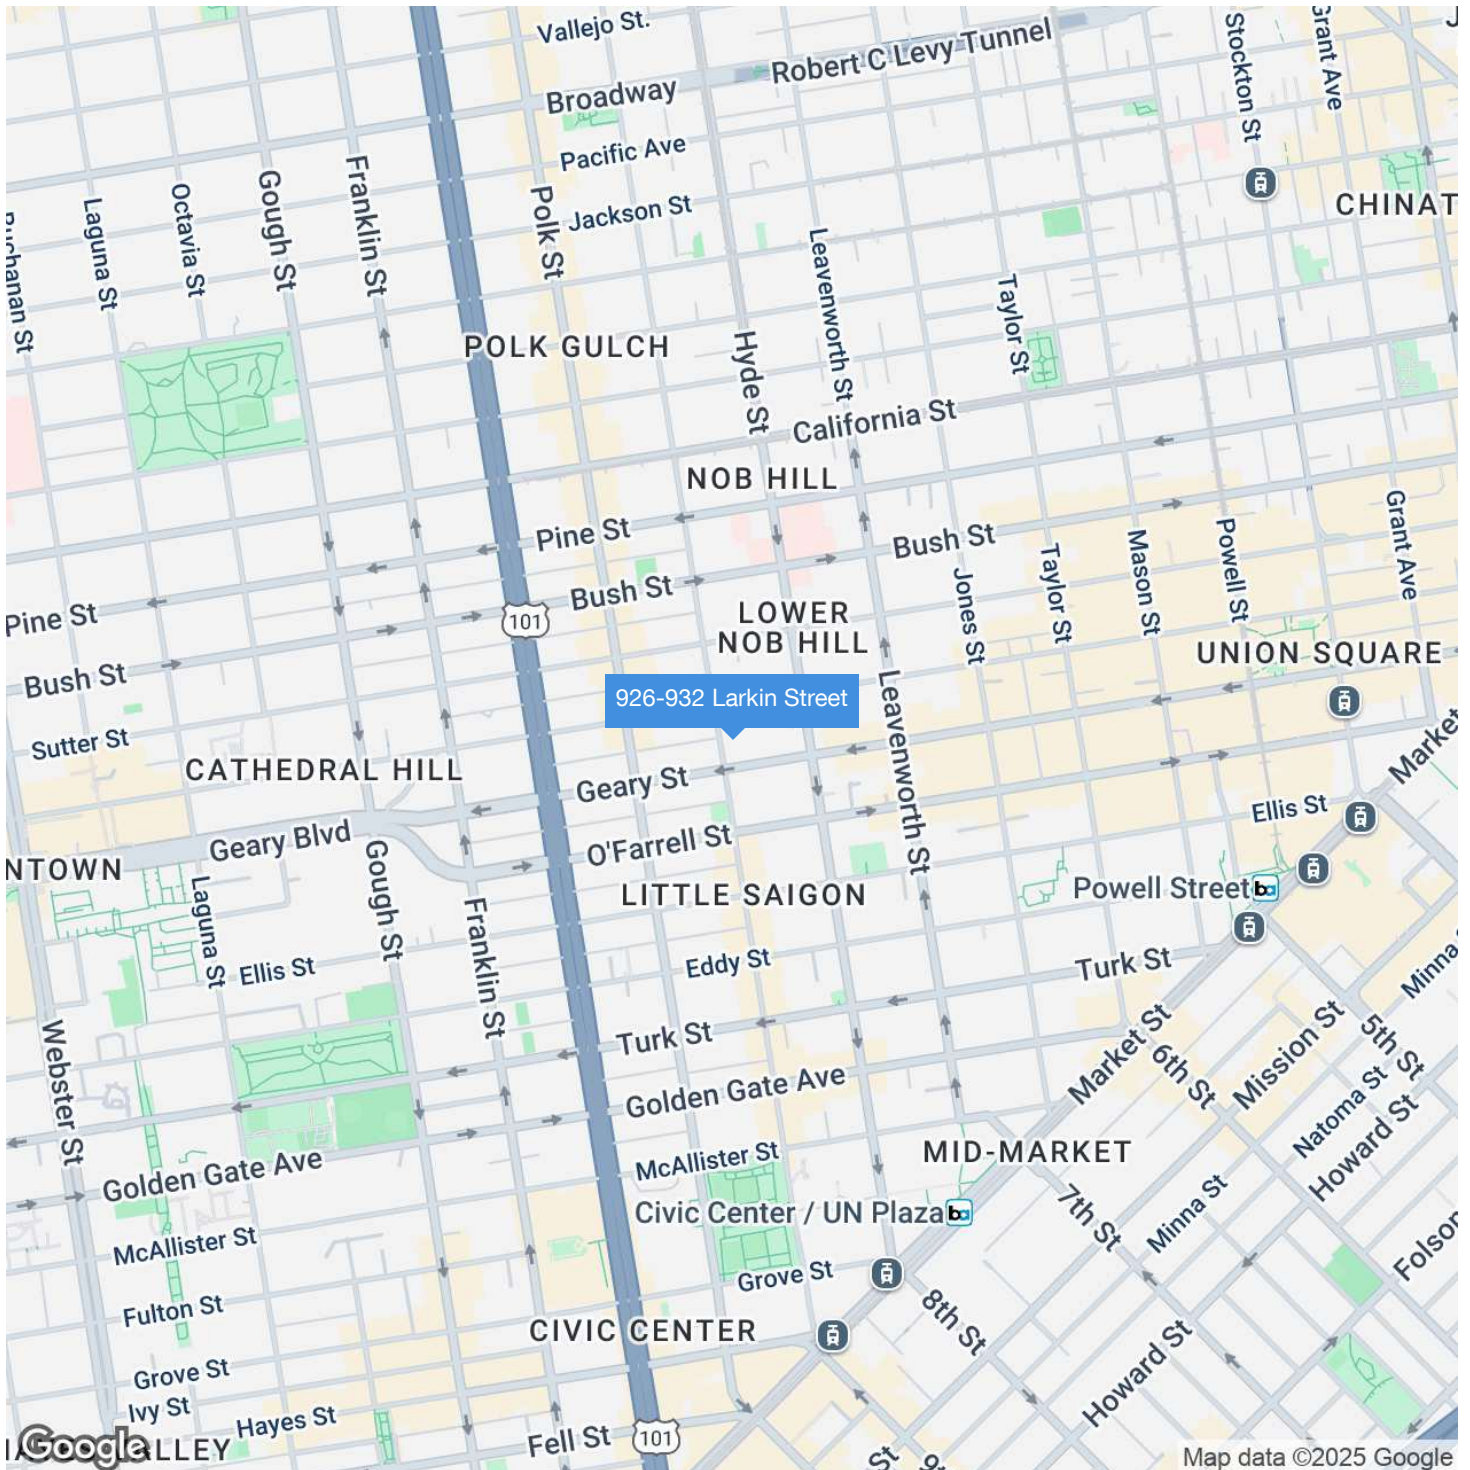 Vallejo St.
Robert C Levy Tunnel
Stockton St
Grant Ave
Broadway
Pacific Ave
Franklin St
Gough St
Octavia St
Laguna St
Polk St
Jackson St
Leavenworth St
CHINAT
Taylor St
POLK GULCH
Hyde St
California St
NOB HILL
Grant Ave
Pine St
Bush St
Powell St
Mason St
Taylor St
Jones St
Bush St
Pine St
101
LOWER
NOB HILL
UNION SQUARE
Bush St
Leavenworth St
926-932 Larkin Street
Market
Sutter St
CATHEDRAL HILL
Geary St
Ellis St
Geary Blvd
O'Farrell St
NTOWN
Gough St
Laguna St
LITTLE SAIGON
Powell Street
ba
Franklin St
Ellis St
Eddy St
Turk St
Minna
Webster St
Turk St
Market St
6th St
Mission St
5th St
Golden Gate Ave
Natoma St
Howard St
McAllister St
MID-MARKET
Golden Gate Ave
Civic Center / UN Plaza
ba
7th St
Minna St
McAllister St
Folso
Grove St
Fulton St
8th St
CIVIC CENTER
Howard St
Grove St
Ivy St
Hayes St
Fell St
101
St
Google
ALLEY
Map data ©2025 Google